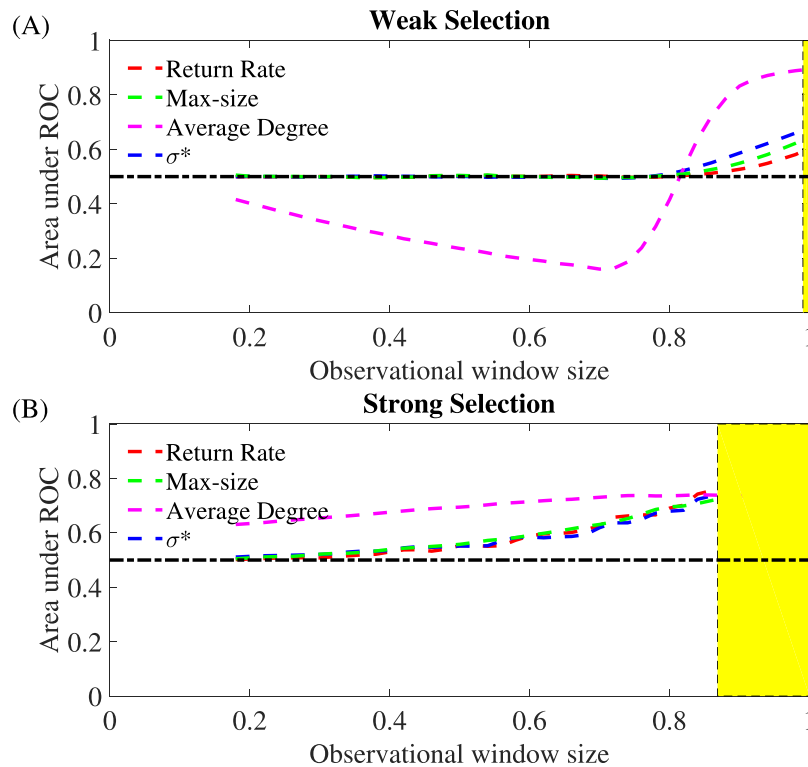 (A)
Weak Selection
1
0.8
0.6
0.4
0.2
0
Area under ROC
Return Rate
Max-size
Average Degree
σ*
0
0.2
0.4
0.6
0.8
1
Observational window size
(B)
Strong Selection
1
0.8
0.6
0.4
0.2
0
Area under ROC
Return Rate
Max-size
Average Degree
σ*
0
0.2
0.4
0.6
0.8
1
Observational window size